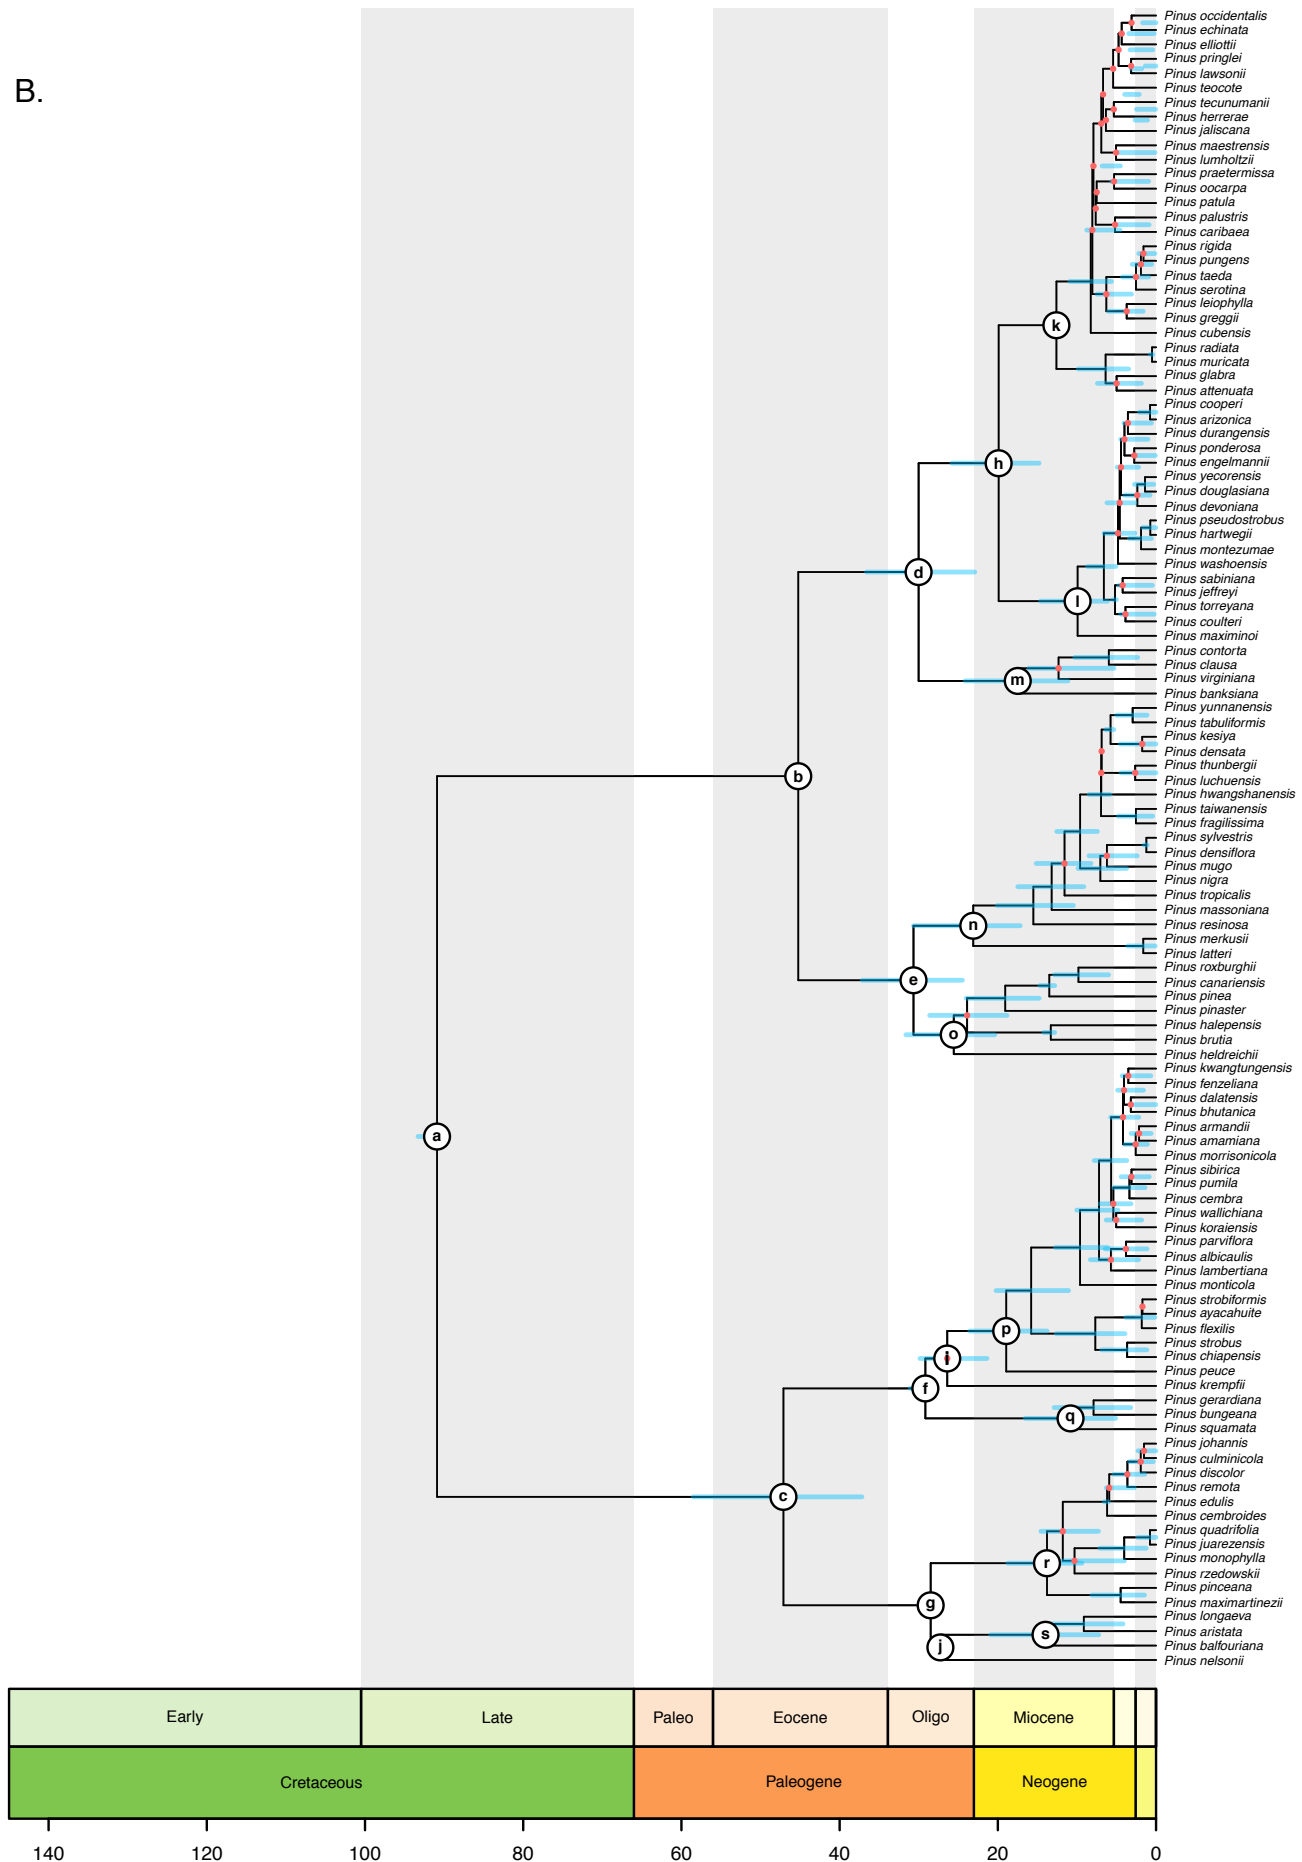 B.
Pinus occidentalis
Pinus echinata
Pinus elliottii
Pinus pringlei
Pinus lawsonii
Pinus teocote
Pinus tecunumanii
Pinus herrerae
Pinus jaliscana
Pinus maestrensis
Pinus lumholtzii
Pinus praetermissa
Pinus oocarpa
Pinus patula
Pinus palustris
Pinus caribaea
Pinus rigida
Pinus pungens
Pinus taeda
Pinus serotina
Pinus leiophylla
Pinus greggii
k
Pinus cubensis
Pinus radiata
Pinus muricata
Pinus glabra
Pinus attenuata
Pinus cooperi
Pinus arizonica
Pinus durangensis
Pinus ponderosa
h
Pinus engelmannii
Pinus yecorensis
Pinus douglasiana
Pinus devoniana
Pinus pseudostrobus
Pinus hartwegii
Pinus montezumae
Pinus washoensis
d
Pinus sabiniana
Pinus jeffreyi
l
Pinus torreyana
Pinus coulteri
Pinus maximinoi
Pinus contorta
Pinus clausa
m
Pinus virginiana
Pinus banksiana
Pinus yunnanensis
Pinus tabuliformis
Pinus kesiya
Pinus densata
Pinus thunbergii
b
Pinus luchuensis
Pinus hwangshanensis
Pinus taiwanensis
Pinus fragilissima
Pinus sylvestris
Pinus densiflora
Pinus mugo
Pinus nigra
Pinus tropicalis
Pinus massoniana
n
Pinus resinosa
Pinus merkusii
Pinus latteri
Pinus roxburghii
e
Pinus canariensis
Pinus pinea
Pinus pinaster
Pinus halepensis
o
Pinus brutia
Pinus heldreichii
Pinus kwangtungensis
Pinus fenzeliana
Pinus dalatensis
Pinus bhutanica
Pinus armandii
a
Pinus amamiana
Pinus morrisonicola
Pinus sibirica
Pinus pumila
Pinus cembra
Pinus wallichiana
Pinus koraiensis
Pinus parviflora
Pinus albicaulis
Pinus lambertiana
Pinus monticola
Pinus strobiformis
Pinus ayacahuite
p
Pinus flexilis
Pinus strobus
i
Pinus chiapensis
Pinus peuce
f
Pinus krempfii
Pinus gerardiana
q
Pinus bungeana
Pinus squamata
Pinus johannis
Pinus culminicola
Pinus discolor
Pinus remota
c
Pinus edulis
Pinus cembroides
Pinus quadrifolia
Pinus juarezensis
r
Pinus monophylla
Pinus rzedowskii
Pinus pinceana
g
Pinus maximartinezii
Pinus longaeva
s
Pinus aristata
j
Pinus balfouriana
Pinus nelsonii
Early Late Paleo Eocene Oligo Miocene
Cretaceous Paleogene Neogene
140 120 100 80 60 40 20 0